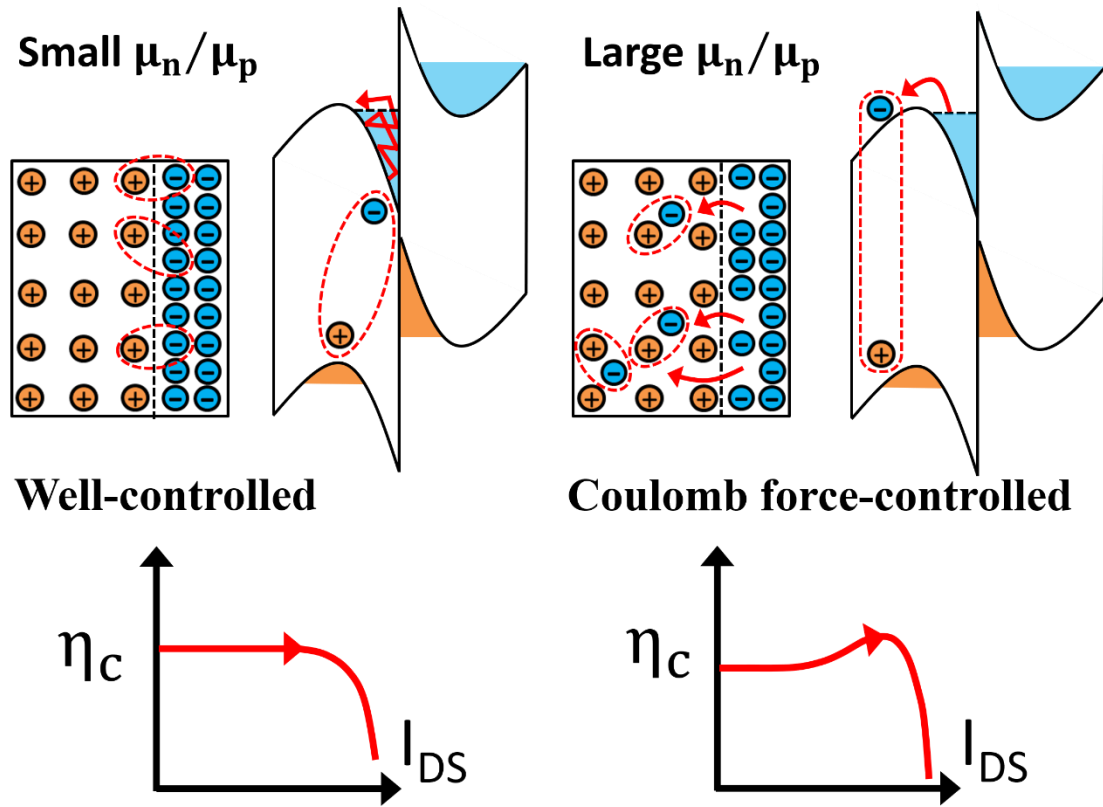 Small μn/μp
Large μn/μp
Well-controlled
Coulomb force-controlled
ηc
IDS
ηc
IDS